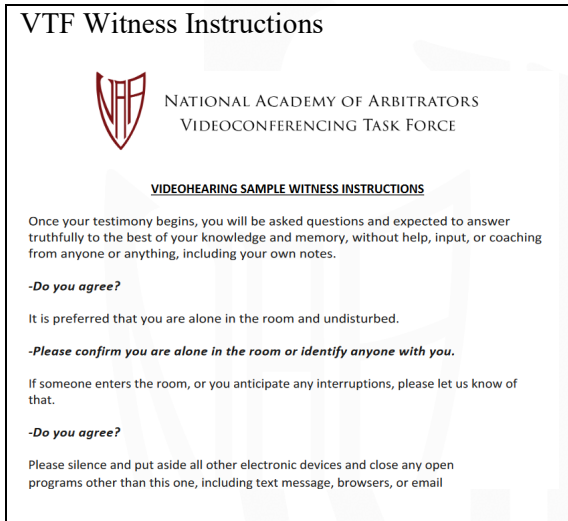 VTF Witness Instructions
NAA
NATIONAL ACADEMY OF ARBITRATORS
VIDEOCONFERENCING TASK FORCE
VIDEOHEARING SAMPLE WITNESS INSTRUCTIONS
Once your testimony begins, you will be asked questions and expected to answer
truthfully to the best of your knowledge and memory, without help, input, or coaching
from anyone or anything, including your own notes.
-Do you agree?
It is preferred that you are alone in the room and undisturbed.
-Please confirm you are alone in the room or identify anyone with you.
If someone enters the room, or you anticipate any interruptions, please let us know of
that.
-Do you agree?
Please silence and put aside all other electronic devices and close any open
programs other than this one, including text message, browsers, or email